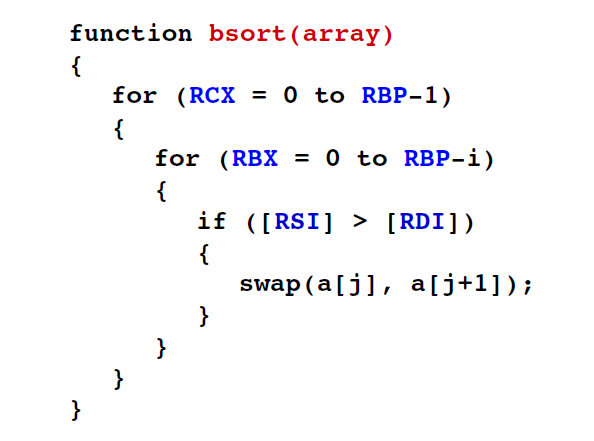 function bsort(array)
{
for (RCX = 0 to RBP-1)
{
for (RBX = 0 to RBP-i)
{
if ([RSI] > [RDI])
{
swap(a[j], a[j+1]);
}
}
}
}